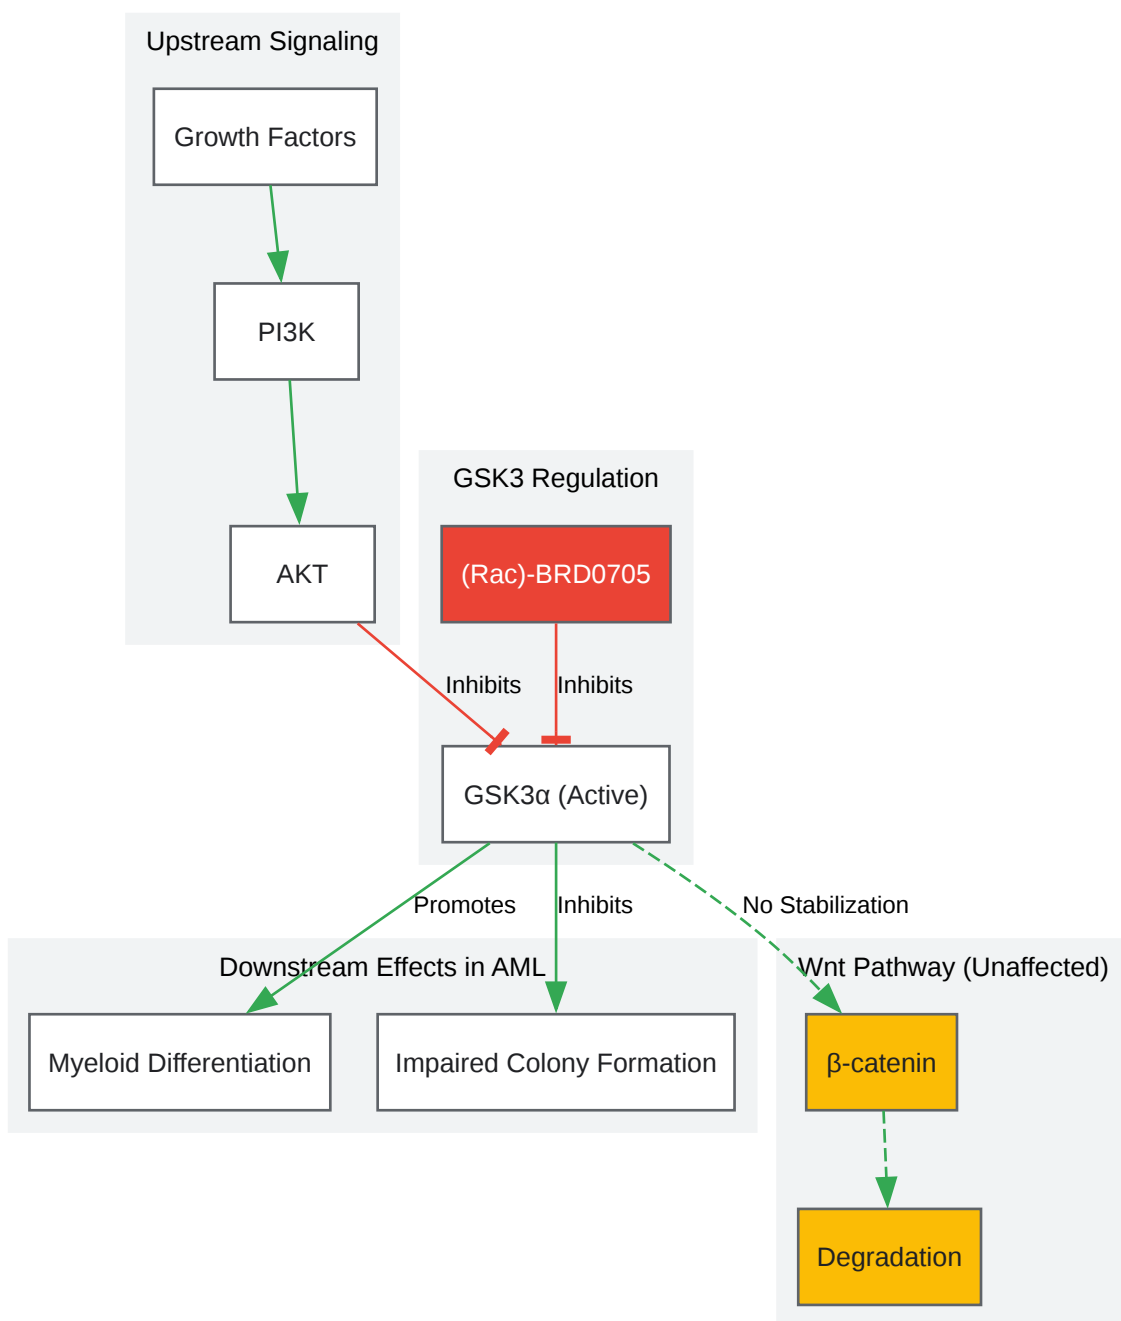 Upstream Signaling
Growth Factors
PI3K
GSK3 Regulation
AKT
(Rac)-BRD0705
Inhibits
Inhibits
GSK3α (Active)
Promotes
Inhibits
No Stabilization
Downstream Effects in AML
Wnt Pathway (Unaffected)
Myeloid Differentiation
Impaired Colony Formation
β-catenin
Degradation